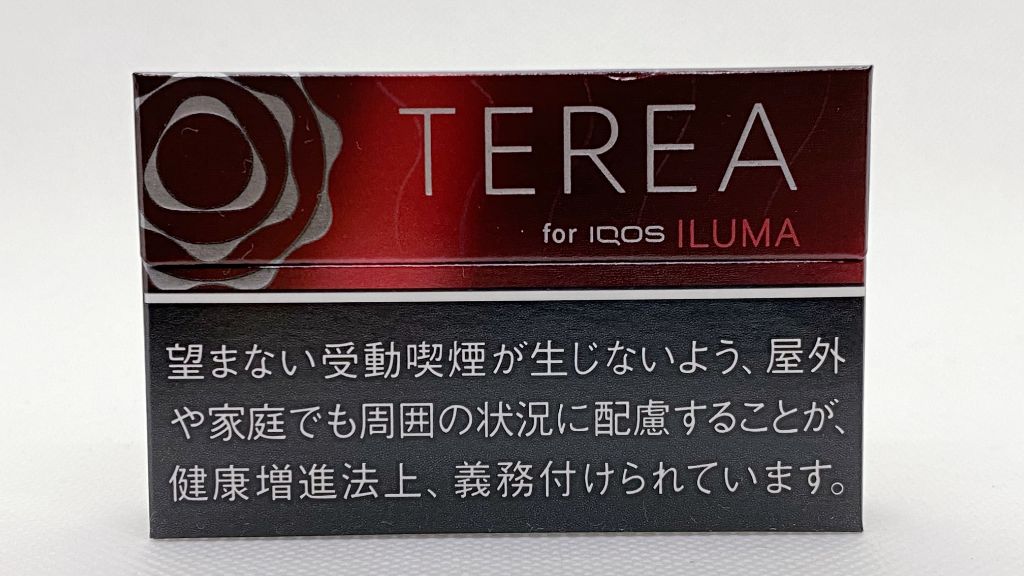 TEREA
for IQOS ILUMA
望まない受動喫煙が生じないよう、屋外
や家庭でも周囲の状況に配慮することが、
健康増進法上、義務付けられています。